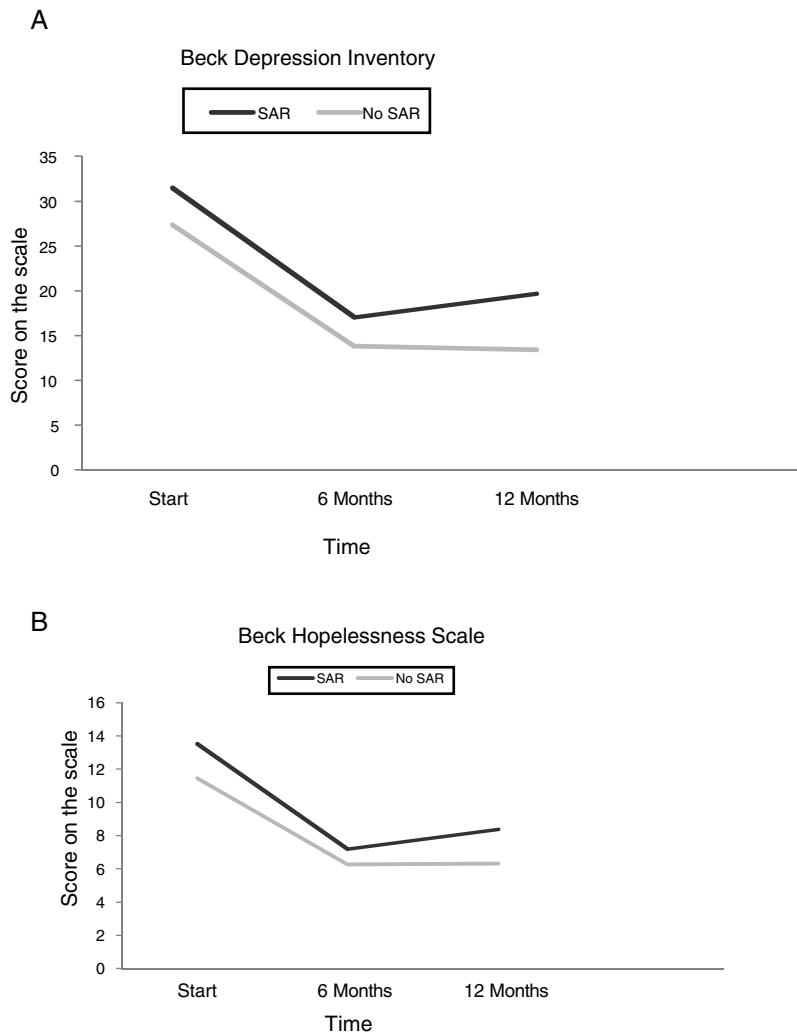 A
Beck Depression Inventory
SAR No SAR
35
30
25
20
15
10
5
0
Score on the scale
Start 6 Months 12 Months
Time
B
Beck Hopelessness Scale
SAR No SAR
16
14
12
10
8
6
4
2
0
Score on the scale
Start 6 Months 12 Months
Time